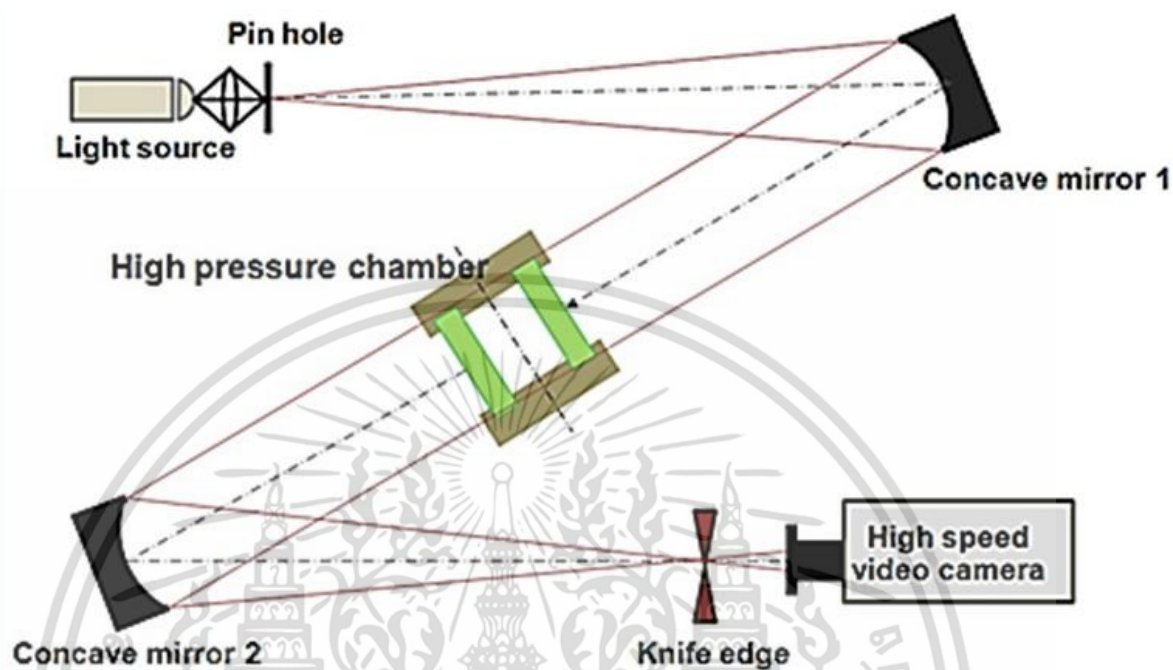 Pin hole
Light source
Concave mirror 1
High pressure chamber
High speed
video camera
Concave mirror 2
Knife edge